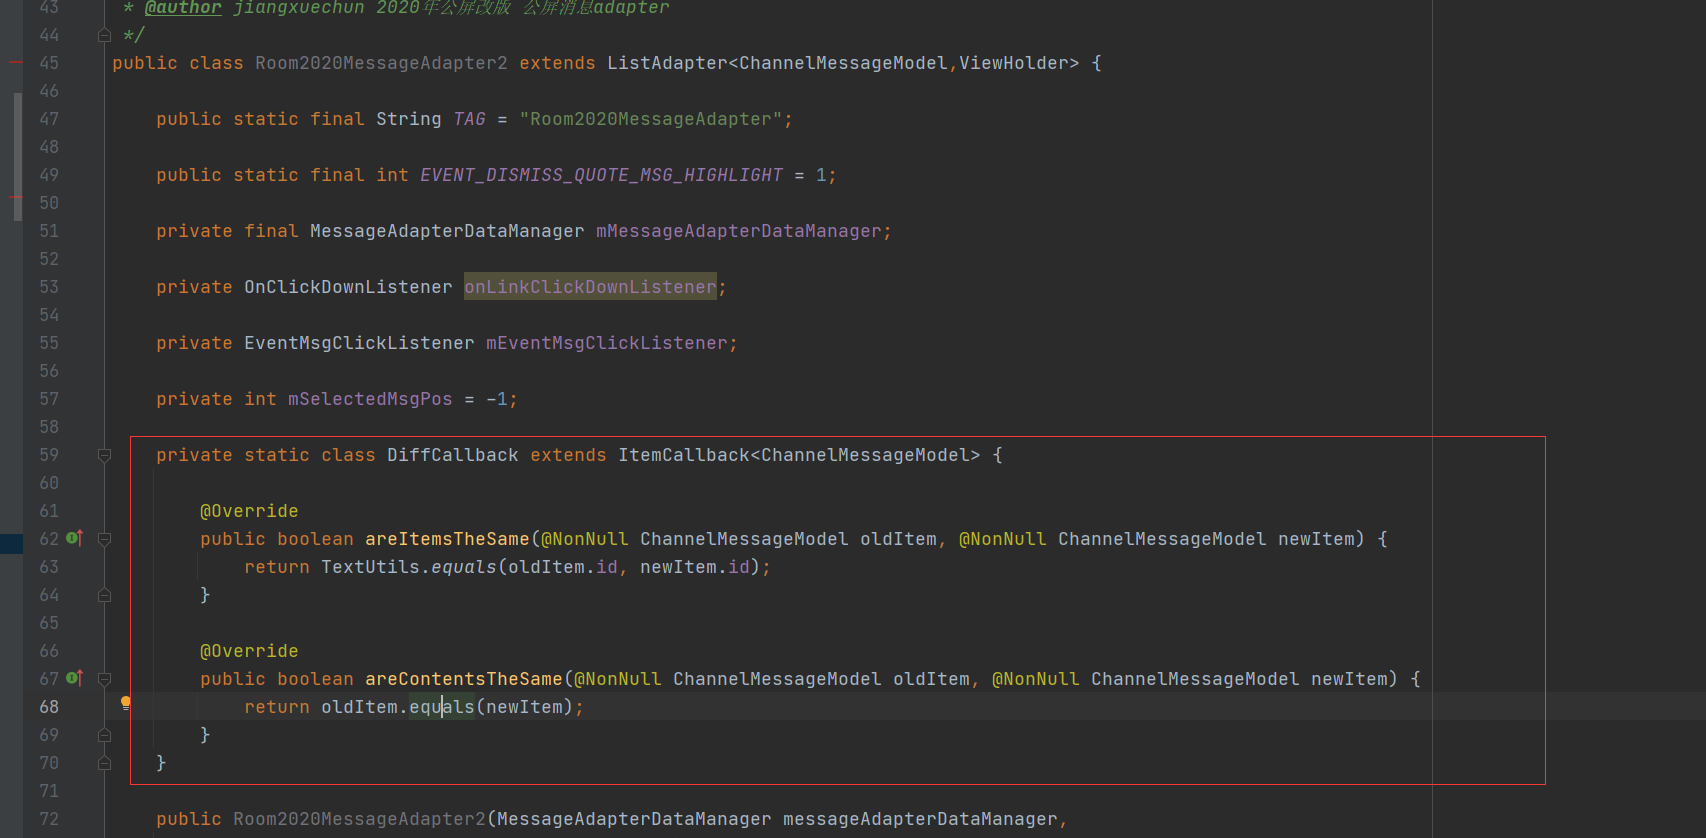 43 * @author jiangxuechun 2020年公屏改版 公屏消息adapter
44 */
45 public class Room2020MessageAdapter2 extends ListAdapter<ChannelMessageModel,ViewHolder> {
46
47 public static final String TAG = "Room2020MessageAdapter";
48
49 public static final int EVENT_DISMISS_QUOTE_MSG_HIGHLIGHT = 1;
50
51 private final MessageAdapterDataManager mMessageAdapterDataManager;
52
53 private OnClickDownListener onLinkClickDownListener;
54
55 private EventMsgClickListener mEventMsgClickListener;
56
57 private int mSelectedMsgPos = -1;
58
59 private static class DiffCallback extends ItemCallback<ChannelMessageModel> {
60
61 @Override
62 public boolean areItemsTheSame(@NonNull ChannelMessageModel oldItem, @NonNull ChannelMessageModel newItem) {
63 return TextUtils.equals(oldItem.id, newItem.id);
64 }
65
66 @Override
67 public boolean areContentsTheSame(@NonNull ChannelMessageModel oldItem, @NonNull ChannelMessageModel newItem) {
68 return oldItem.equals(newItem);
69 }
70 }
71
72 public Room2020MessageAdapter2(MessageAdapterDataManager messageAdapterDataManager,